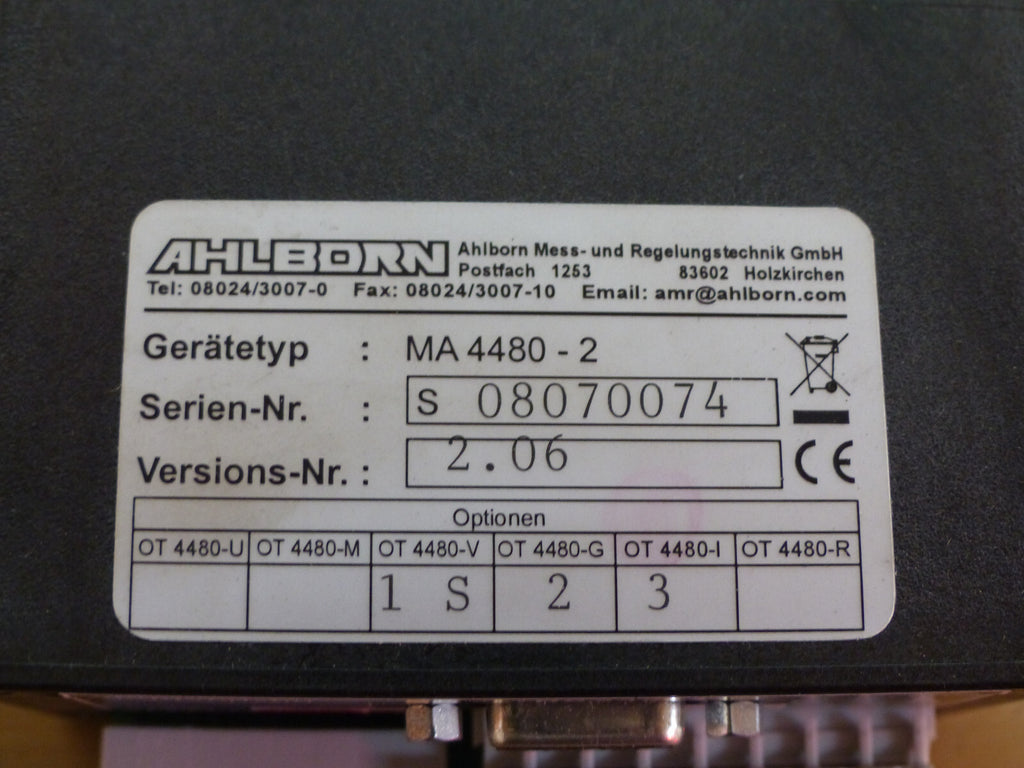 AHLBORN Ahlborn Mess- und Regelungstechnik GmbH
Postfach 1253 83602 Holzkirchen
Tel: 08024/3007-0 Fax: 08024/3007-10 Email: amr@ahlborn.com
Gerätetyp : MA 4480 - 2
Serien-Nr. : S 08070074
Versions-Nr. : 2.06
CE
Optionen
OT 4480-U OT 4480-M OT 4480-V OT 4480-G OT 4480-I OT 4480-R
1 S 2 3